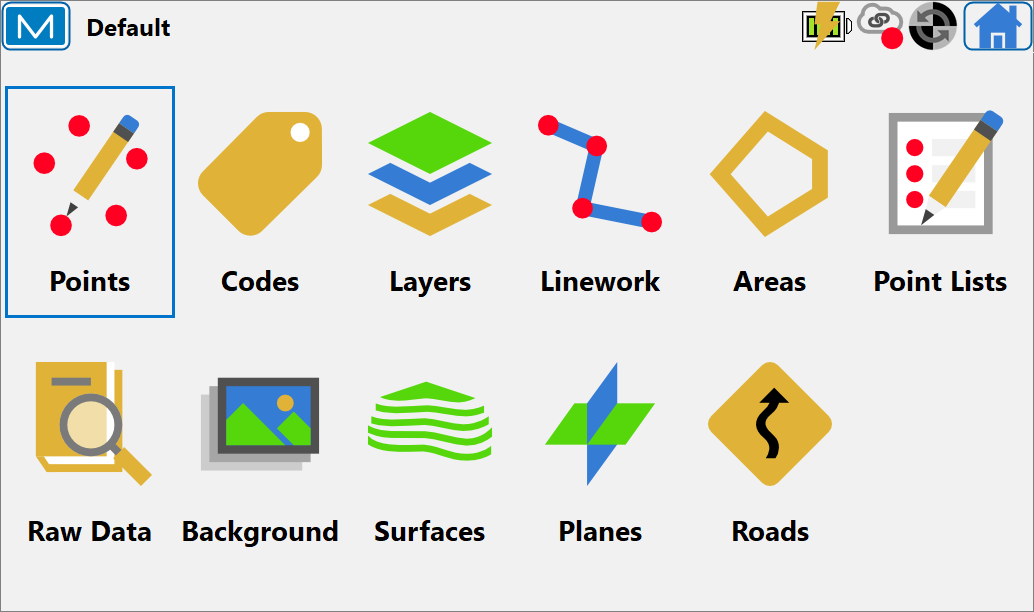 Default
Points
Codes
Layers
Linework
Areas
Point Lists
Raw Data
Background
Surfaces
Planes
Roads